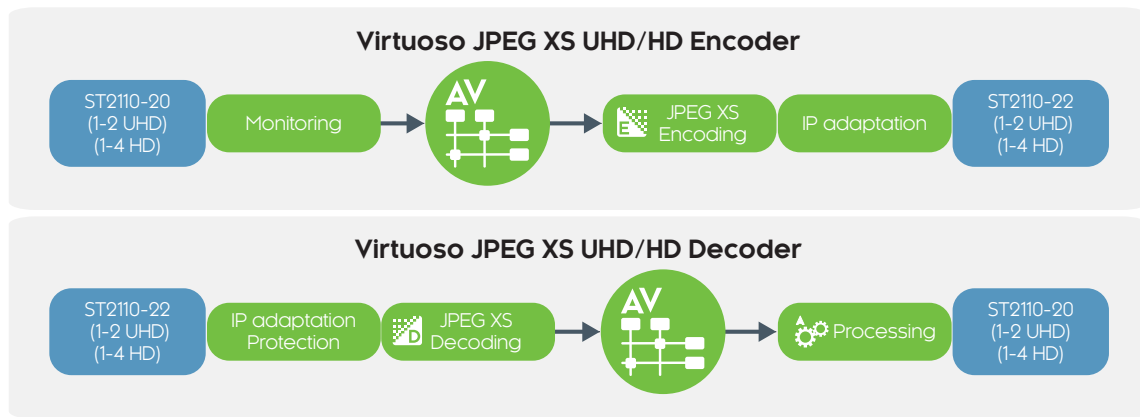 Virtuoso JPEG XS UHD/HD Encoder
ST2110-20
(1-2 UHD)
(1-4 HD)
Monitoring
AV
E
JPEG XS
Encoding
IP adaptation
ST2110-22
(1-2 UHD)
(1-4 HD)
Virtuoso JPEG XS UHD/HD Decoder
ST2110-22
(1-2 UHD)
(1-4 HD)
IP adaptation
Protection
D
JPEG XS
Decoding
AV
A
Processing
ST2110-20
(1-2 UHD)
(1-4 HD)